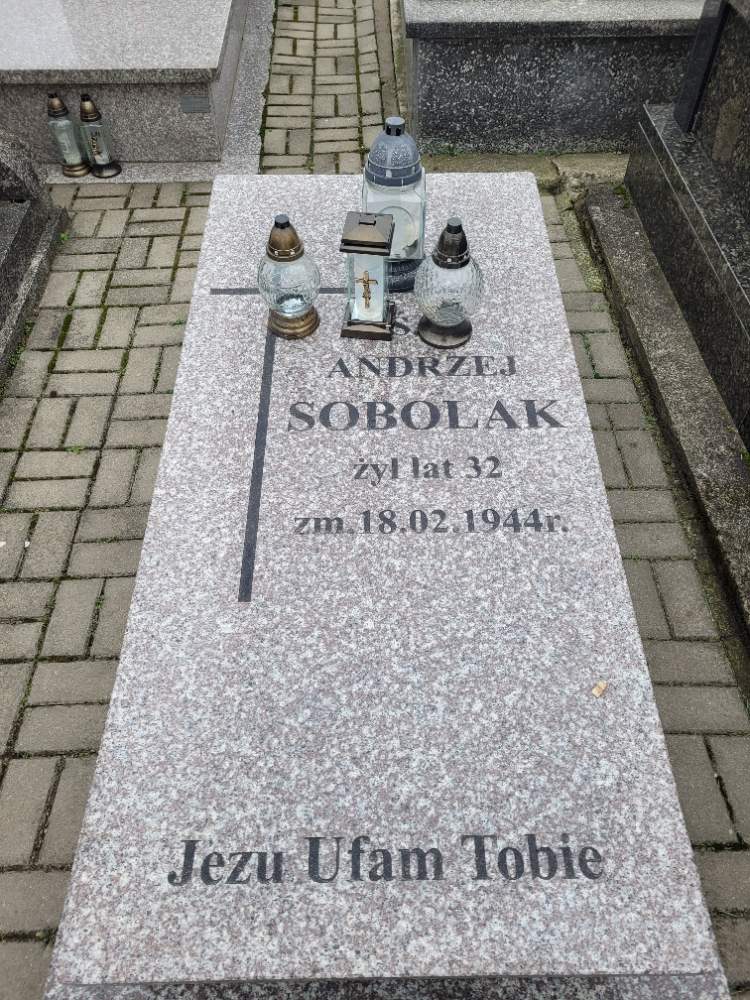 ANDRZEJ
SOBOLAK
żył lat 32
zm.18.02.1944r.
Jezu Ufam Tobie